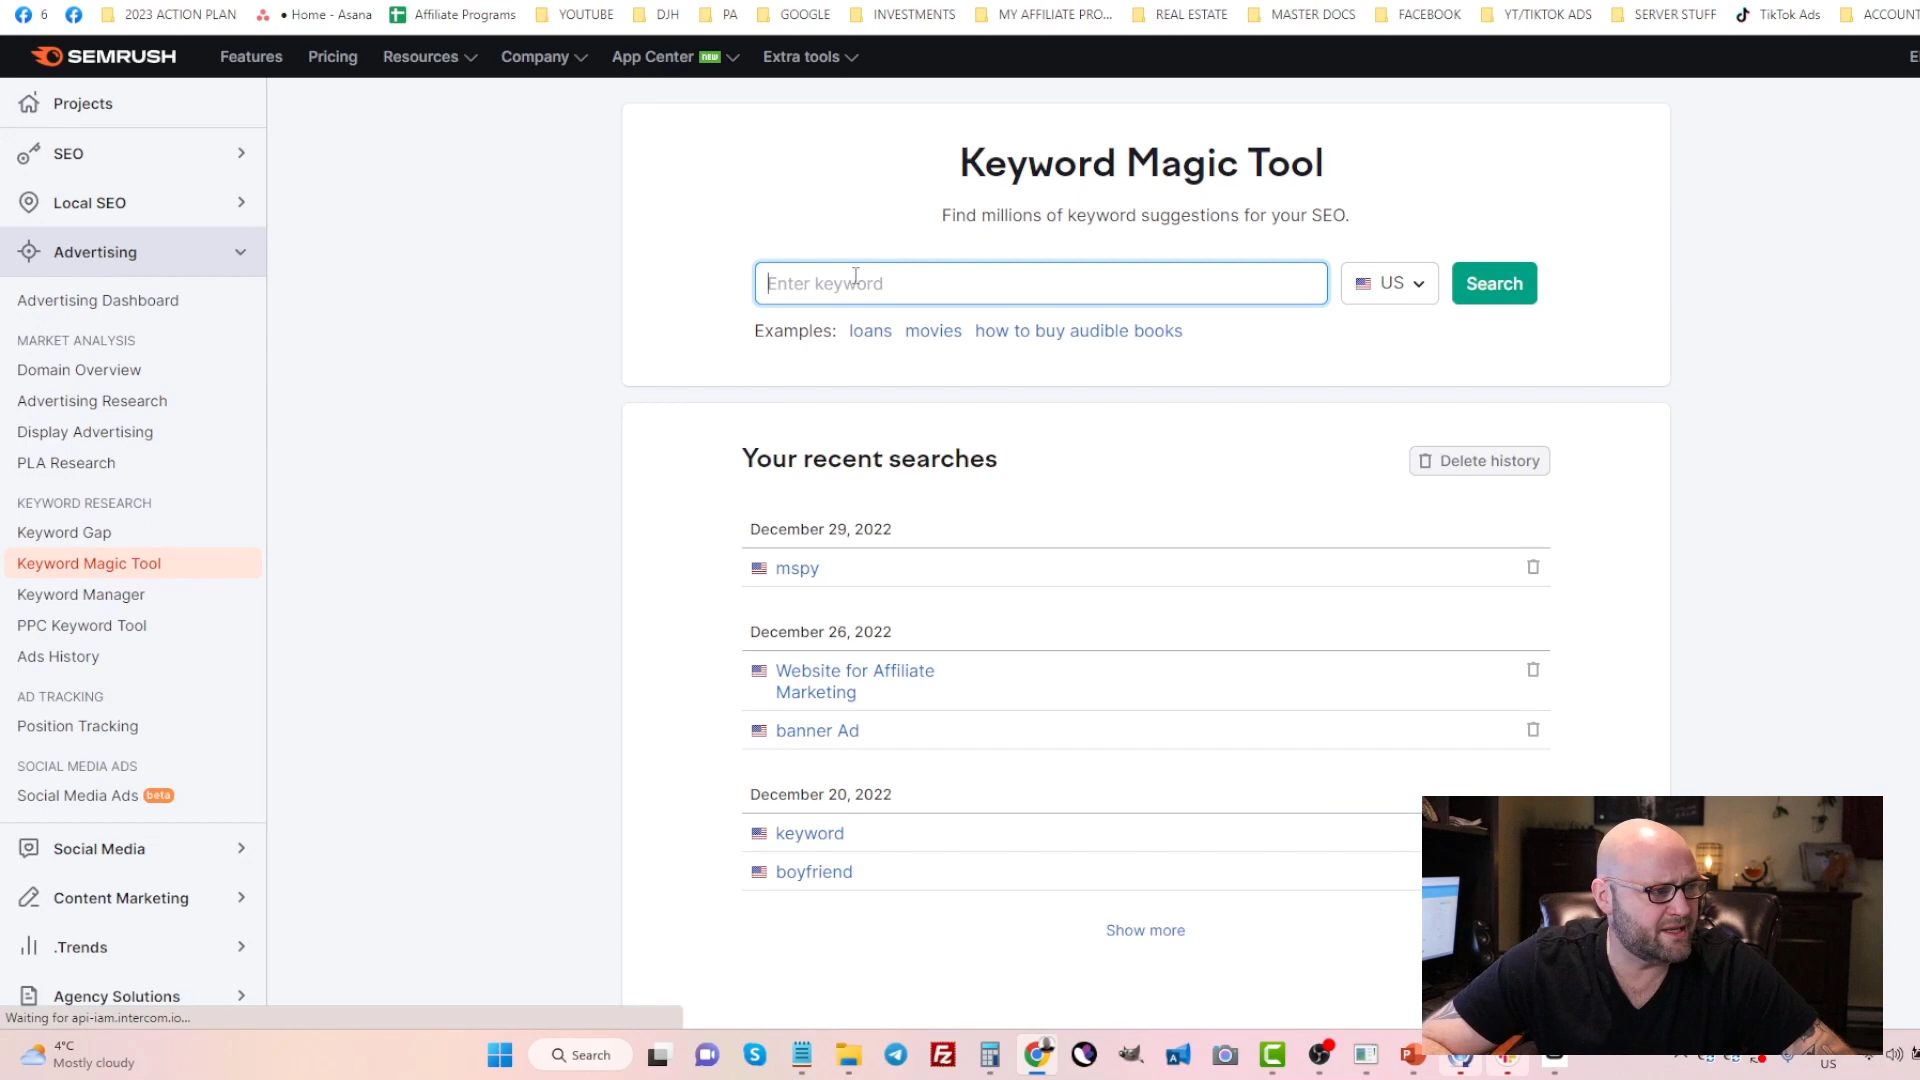 6
2023 ACTION PLAN
• Home - Asana
Affiliate Programs
YOUTUBE
DJH
PA
GOOGLE
INVESTMENTS
MY AFFILIATE PRO...
REAL ESTATE
MASTER DOCS
FACEBOOK
YT/TIKTOK ADS
SERVER STUFF
TikTok Ads
ACCOUNT
SEMRUSH
Features
Pricing
Resources
Company
App Center new
Extra tools
Projects
SEO
Local SEO
Advertising
Advertising Dashboard
MARKET ANALYSIS
Domain Overview
Advertising Research
Display Advertising
PLA Research
KEYWORD RESEARCH
Keyword Gap
Keyword Magic Tool
Keyword Manager
PPC Keyword Tool
Ads History
AD TRACKING
Position Tracking
SOCIAL MEDIA ADS
Social Media Ads beta
Social Media
Content Marketing
.Trends
Agency Solutions
Waiting for api-iam.intercom.io...
Keyword Magic Tool
Find millions of keyword suggestions for your SEO.
Enter keyword
US
Search
Examples: loans movies how to buy audible books
Your recent searches
Delete history
December 29, 2022
mspy
December 26, 2022
Website for Affiliate
Marketing
banner Ad
December 20, 2022
keyword
boyfriend
Show more
4°C
Mostly cloudy
Search
US